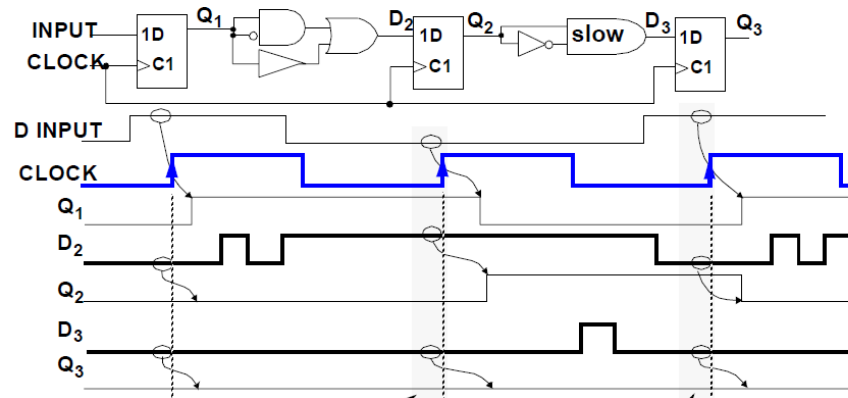 INPUT 1D Q1 D2 1D Q2 slow D3 1D Q3
CLOCK C1 C1 C1
D INPUT
CLOCK
Q1
D2
Q2
D3
Q3